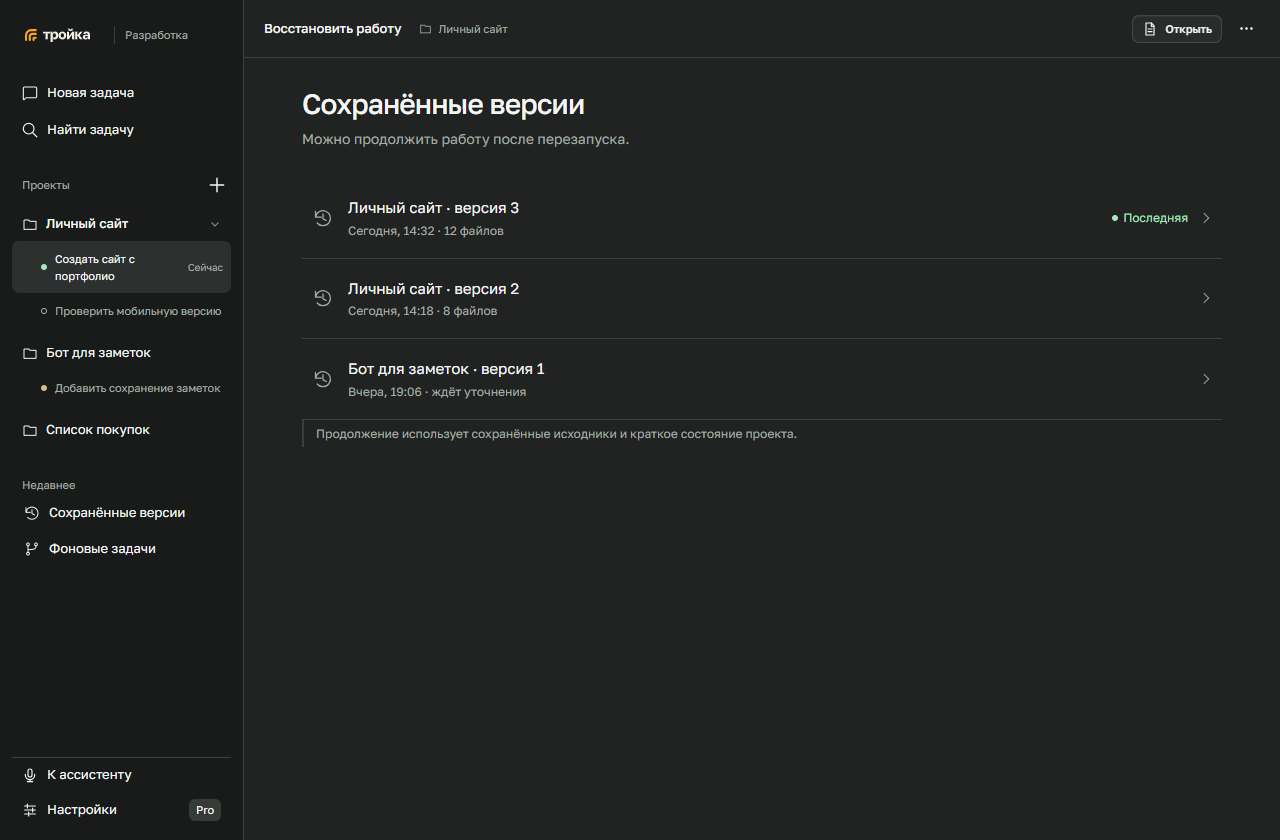 тройка
Разработка
Новая задача
Найти задачу
Проекты
Личный сайт
Создать сайт с
портфолио
Сейчас
Проверить мобильную версию
Бот для заметок
Добавить сохранение заметок
Список покупок
Недавнее
Сохранённые версии
Фоновые задачи
К ассистенту
Настройки
Pro
Восстановить работу
Личный сайт
Открыть
Сохранённые версии
Можно продолжить работу после перезапуска.
Личный сайт · версия 3
Сегодня, 14:32 · 12 файлов
Последняя
Личный сайт · версия 2
Сегодня, 14:18 · 8 файлов
Бот для заметок · версия 1
Вчера, 19:06 · ждёт уточнения
Продолжение использует сохранённые исходники и краткое состояние проекта.